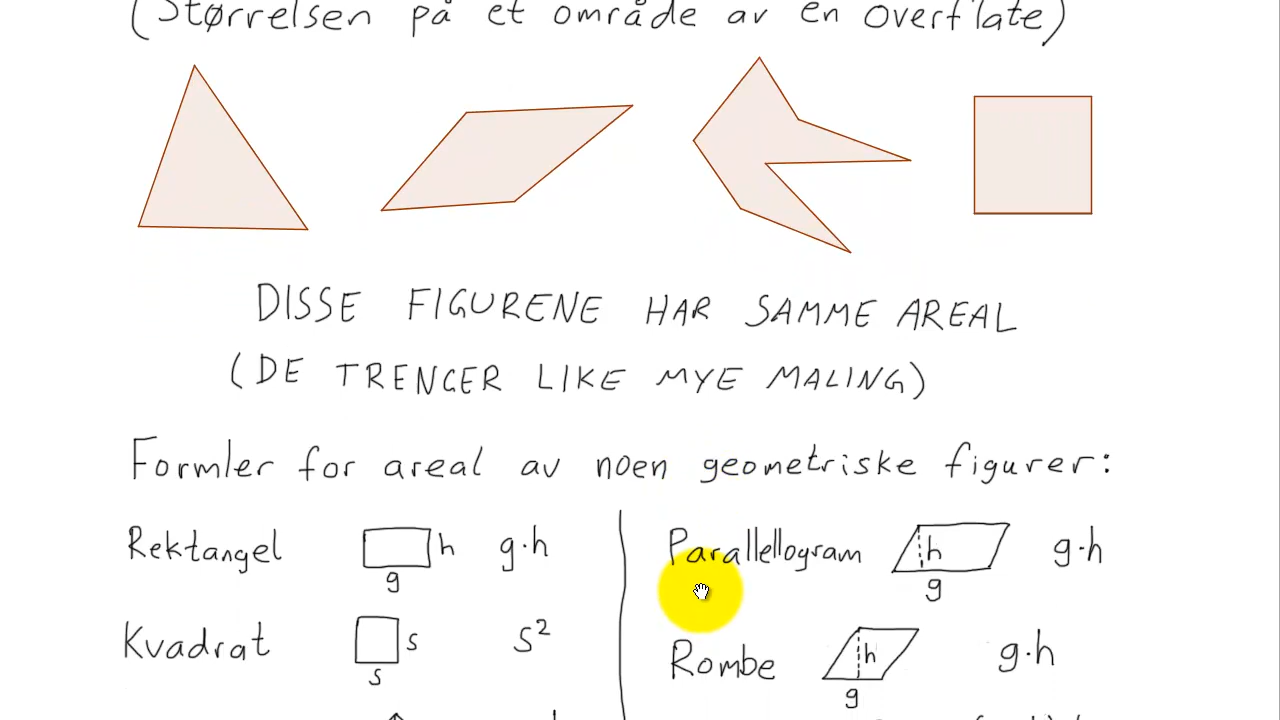 (Størrelsen på et område av en overflate)
DISSE FIGURENE HAR SAMME AREAL
(DE TRENGER LIKE MYE MALING)
Formler for areal av noen geometriske figurer:
Rektangel h g·h
g
Kvadrat s s²
s
Parallellogram h g·h
g
Rombe h g·h
g